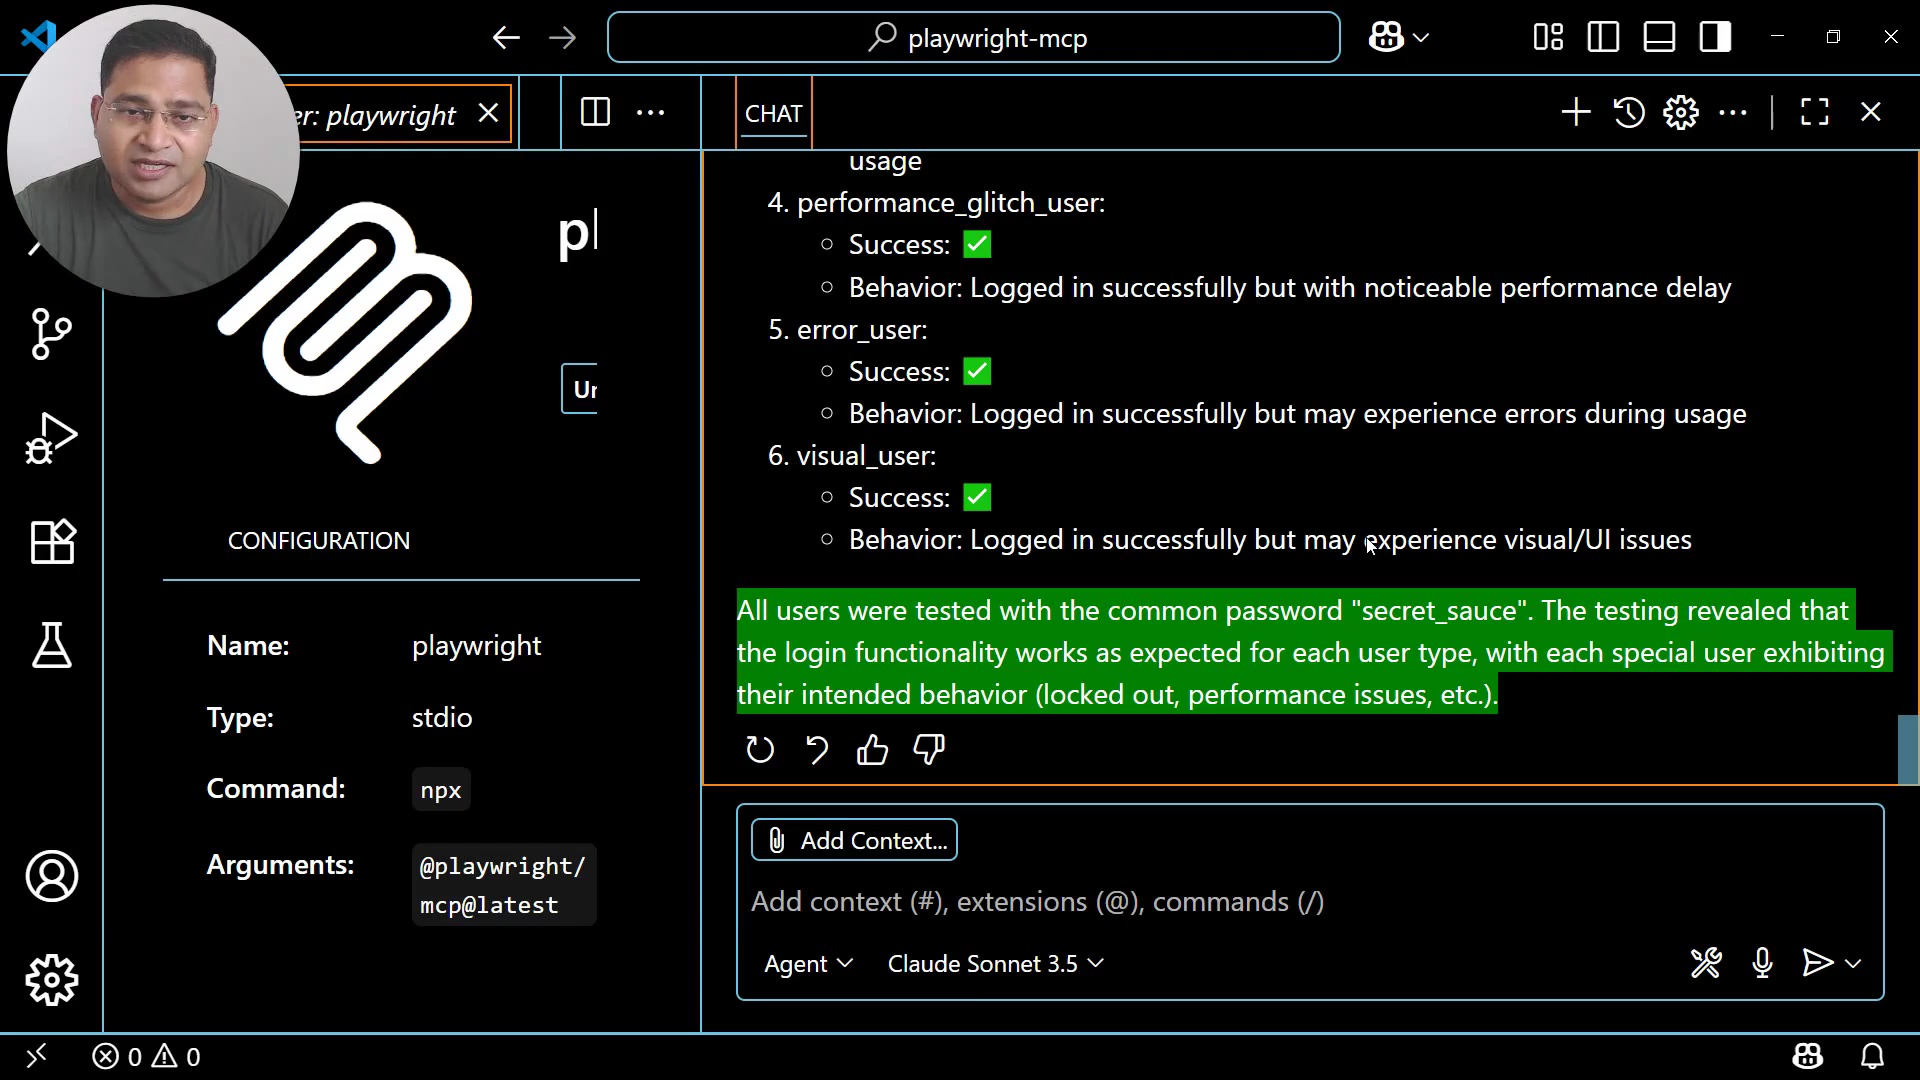 playwright-mcp
er: playwright
CHAT
pl
Ur
CONFIGURATION
Name: playwright
Type: stdio
Command: npx
Arguments: @playwright/
mcp@latest
usage
4. performance_glitch_user:
Success: ✅
Behavior: Logged in successfully but with noticeable performance delay
5. error_user:
Success: ✅
Behavior: Logged in successfully but may experience errors during usage
6. visual_user:
Success: ✅
Behavior: Logged in successfully but may experience visual/UI issues
All users were tested with the common password "secret_sauce". The testing revealed that
the login functionality works as expected for each user type, with each special user exhibiting
their intended behavior (locked out, performance issues, etc.).
Add Context...
Add context (#), extensions (@), commands (/)
Agent Claude Sonnet 3.5
0 0